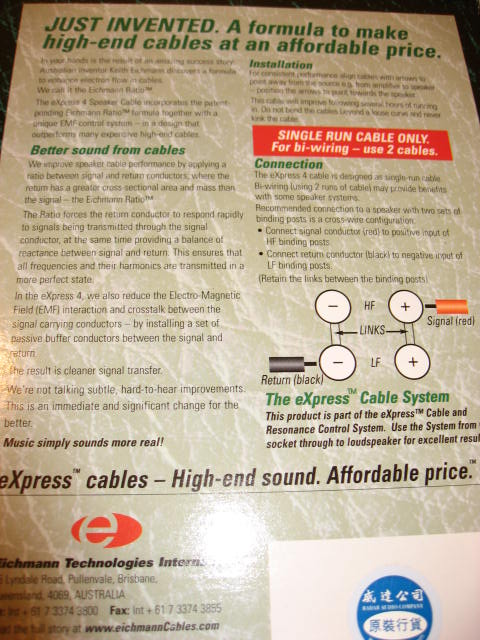 JUST INVENTED. A formula to make
high-end cables at an affordable price.
In your hands is the result of an amazing success story:
Australian inventor Keith Eichmann discovers a formula
to enhance electron flow in cables.
We call it the Eichmann Ratio™
The eXpress 4 Speaker Cable incorporates the patent-
pending Eichmann Ratio™ formula together with a
unique EMF control system – in a design that
outperforms many expensive high-end cables.
Better sound from cables
We improve speaker cable performance by applying a
ratio between signal and return conductors, where the
return has a greater cross-sectional area and mass than
the signal – the Eichmann Ratio™
The Ratio forces the return conductor to respond rapidly
to signals being transmitted through the signal
conductor, at the same time providing a balance of
reactance between signal and return. This ensures that
all frequencies and their harmonics are transmitted in a
more perfect state.
In the eXpress 4, we also reduce the Electro-Magnetic
Field (EMF) interaction and crosstalk between the
signal carrying conductors – by installing a set of
passive buffer conductors between the signal and
return.
The result is cleaner signal transfer.
We're not talking subtle, hard-to-hear improvements.
This is an immediate and significant change for the
better.
Music simply sounds more real!
Installation
For consistent performance align cables with arrows to
point away from the source e.g. from amplifier to speaker
– position the arrows to point towards the speaker.
This cable will improve following several hours of running
in. Do not bend the cables beyond a loose curve and never
kink the cable.
SINGLE RUN CABLE ONLY.
For bi-wiring – use 2 cables.
Connection
The eXpress 4 cable is designed as single-run cable.
Bi-wiring (using 2 runs of cable) may provide benefits
with some speaker systems.
Recommended connection to a speaker with two sets of
binding posts is a cross-wire configuration:
• Connect signal conductor (red) to positive input of
HF binding posts.
• Connect return conductor (black) to negative input of
LF binding posts.
(Retain the links between the binding posts)
– HF +
Signal (red)
LINKS
– LF +
Return (black)
The eXpress™ Cable System
This product is part of the eXpress™ Cable and
Resonance Control System. Use the System from
socket through to loudspeaker for excellent
eXpress™ cables – High-end sound. Affordable price.™
e
Eichmann Technologies
Lyndale Road, Pullenvale, Brisbane,
4069, AUSTRALIA
Int + 61 7 3374 3800 Fax: Int + 61 7 3374 3855
the full story at www.eichmannCables.com
威達公司
RADAR AUDIO COMPANY
原裝行貨